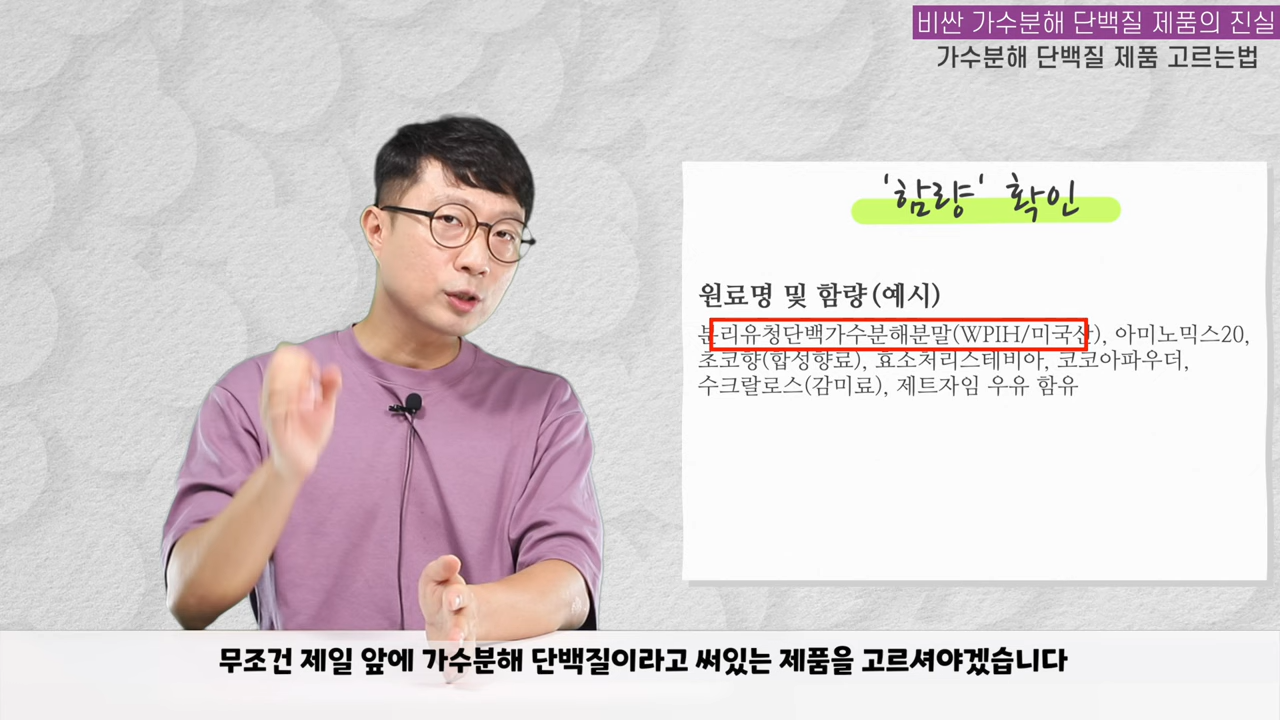 비싼 가수분해 단백질 제품의 진실
가수분해 단백질 제품 고르는법
'함량' 확인
원료명 및 함량(예시)
분리유청단백가수분해분말(WPIH/미국산), 아미노믹스20,
초코향(합성향료), 효소처리스테비아, 코코아파우더,
수크랄로스(감미료), 제트자임 우유 함유
무조건 제일 앞에 가수분해 단백질이라고 써있는 제품을 고르셔야겠습니다